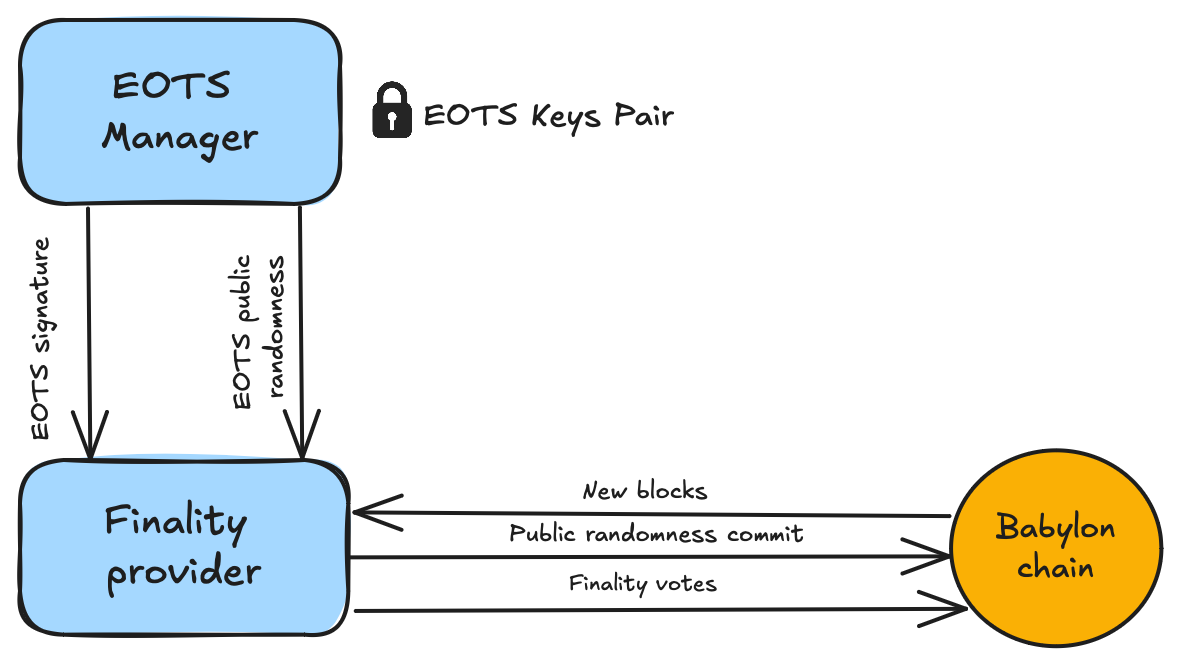 EOTS
Manager
EOTS Keys Pair
EOTS signature
EOTS public
randomness
Finality
provider
New blocks
Public randomness commit
Finality votes
Babylon
chain